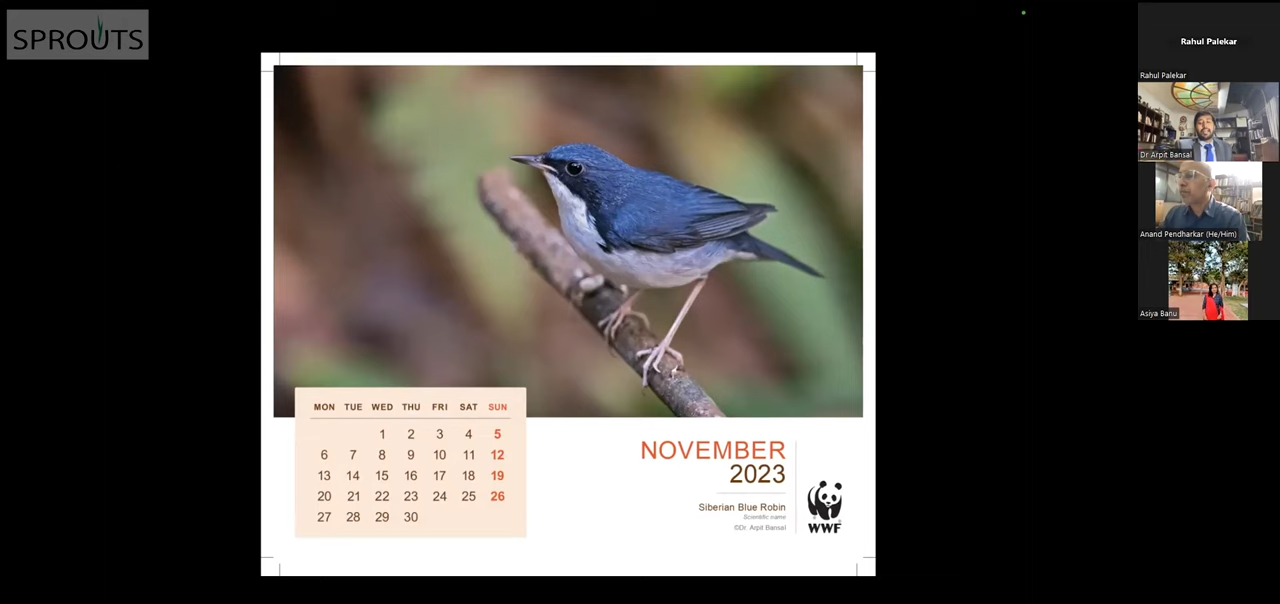 SPROUTS
MON TUE WED THU FRI SAT SUN
1 2 3 4 5
6 7 8 9 10 11 12
13 14 15 16 17 18 19
20 21 22 23 24 25 26
27 28 29 30
NOVEMBER
2023
Siberian Blue Robin
Scientific name
©Dr. Arpit Bansal
WWF
Rahul Palekar
Rahul Palekar
Dr Arpit Bansal
Anand Pendharkar (He/Him)
Asiya Banu